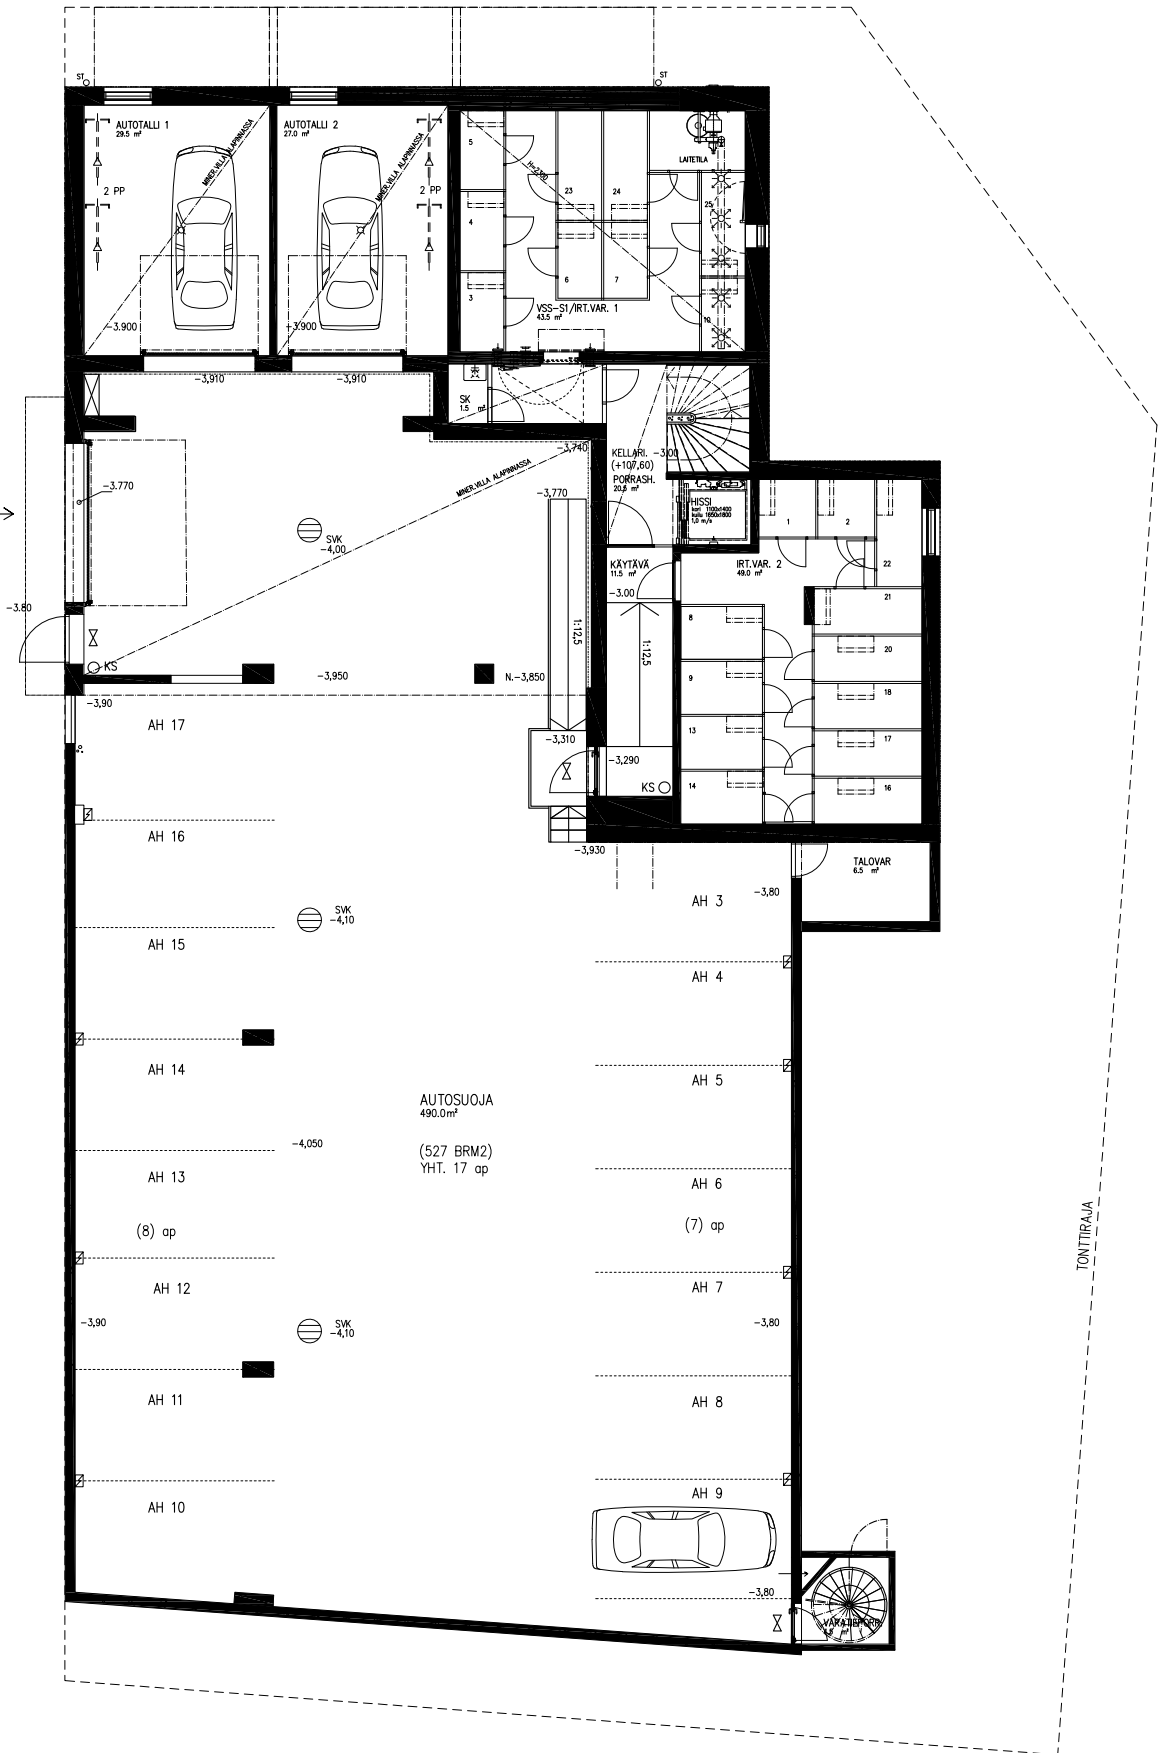 ST
ST
AUTOTALLI 1
29.5 m²
MINER.VILLA ALAPINNASSA
2 PP
-3.900
AUTOTALLI 2
27.0 m²
MINER.VILLA ALAPINNASSA
2 PP
-3.900
5
4
3
H=2300
23
24
6
7
LAITETILA
25
10
VSS-S1/IRT.VAR. 1
43.5 m²
-3,910
-3,910
SK
1.5 m²
-3,740
MINER.VILLA ALAPINNASSA
-3.770
-3,770
KELLARI. -3.00
(+107,60)
PORRASH.
20,5 m²
HISSI
kori 1100x1400
kuilu 1650x1800
1,0 m/s
SVK
-4,00
KÄYTÄVÄ
11.5 m²
-3.00
1:12,5
1:12,5
IRT.VAR. 2
49.0 m²
1
2
22
21
8
20
9
18
13
17
14
16
-3.80
KS
-3,950
N.-3,850
-3,90
AH 17
-3,310
-3,290
KS
AH 16
-3,930
TALOVAR
6.5 m²
-3,80
AH 3
SVK
-4,10
AH 15
AH 4
AH 14
AH 5
AUTOSUOJA
490.0m²
-4,050
(527 BRM2)
YHT. 17 ap
AH 13
AH 6
(8) ap
(7) ap
TONTTIRAJA
AH 12
AH 7
-3,90
SVK
-4,10
-3,80
AH 11
AH 8
AH 10
AH 9
-3,80
VARATIEPORR